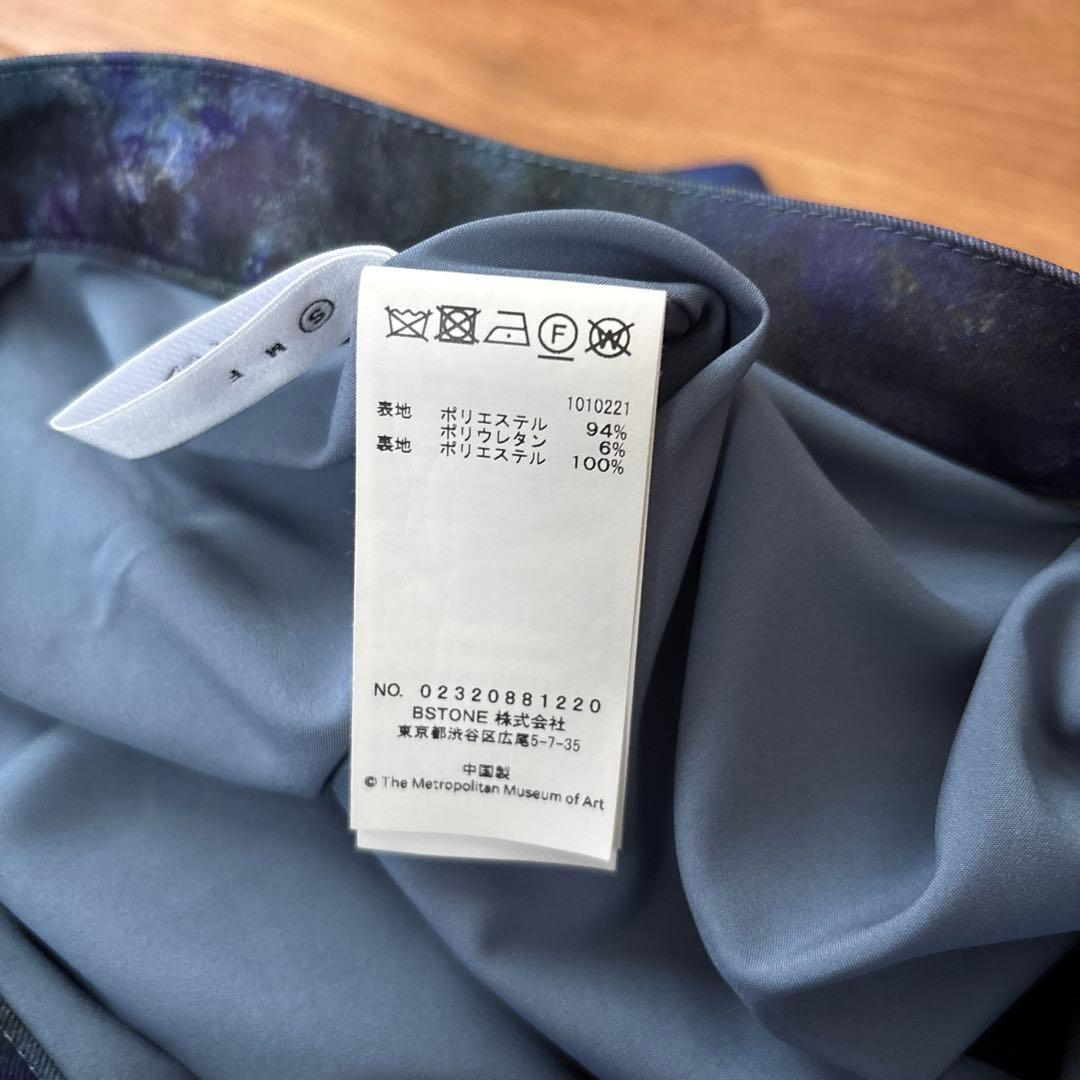 S
M
F
F
W
1010221
表地 ポリエステル 94%
ポリウレタン 6%
裏地 ポリエステル 100%
NO. 02320881220
BSTONE 株式会社
東京都渋谷区広尾5-7-35
中国製
© The Metropolitan Museum of Art